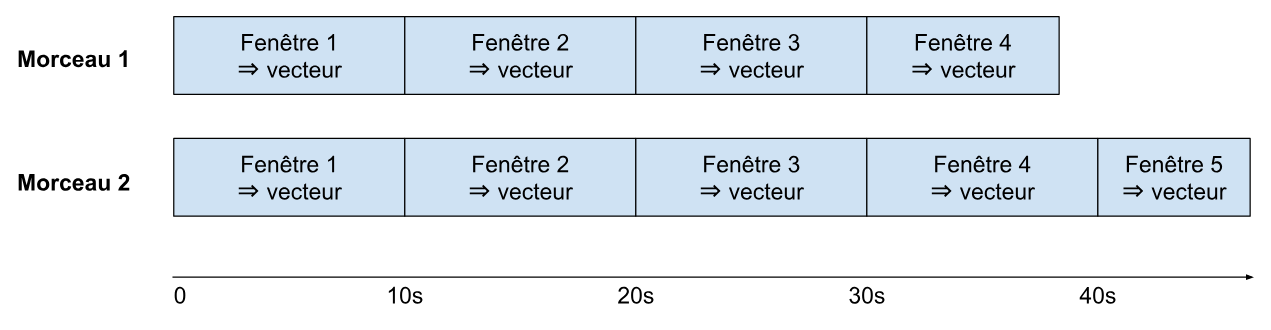 Morceau 1
Fenêtre 1
⇒ vecteur
Fenêtre 2
⇒ vecteur
Fenêtre 3
⇒ vecteur
Fenêtre 4
⇒ vecteur
Morceau 2
Fenêtre 1
⇒ vecteur
Fenêtre 2
⇒ vecteur
Fenêtre 3
⇒ vecteur
Fenêtre 4
⇒ vecteur
Fenêtre 5
⇒ vecteur
0
10s
20s
30s
40s